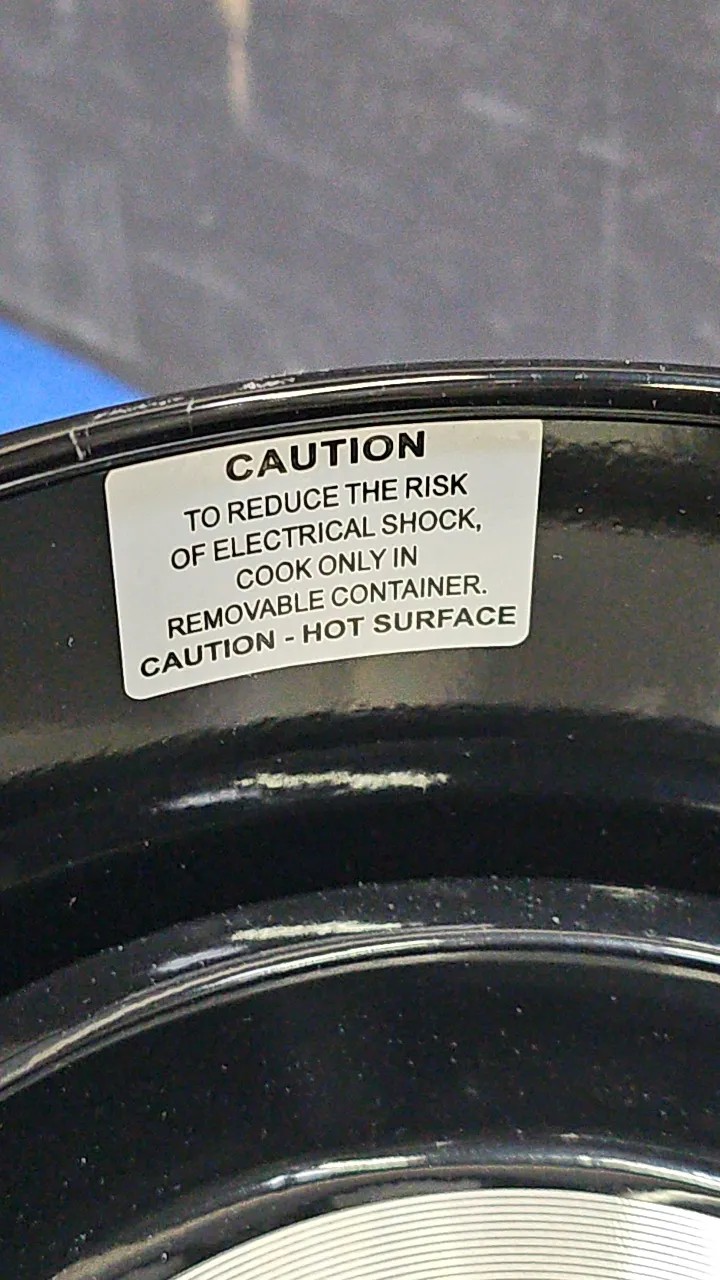 CAUTION
TO REDUCE THE RISK
OF ELECTRICAL SHOCK,
COOK ONLY IN
REMOVABLE CONTAINER.
CAUTION - HOT SURFACE